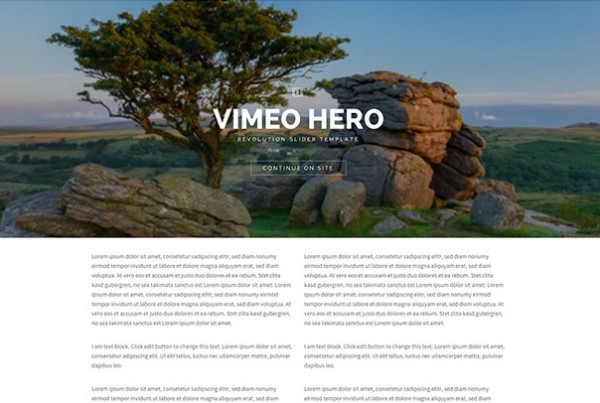 VIMEO HERO
REVOLUTION SLIDER TEMPLATE
CONTINUE ON SITE
Lorem ipsum dolor sit amet, consetetur sadipscing elitr, sed diam nonumy
eirmod tempor invidunt ut labore et dolore magna aliquyam erat, sed diam
voluptua. At vero eos et accusam et justo duo dolores et ea rebum. Stet clita
kasd gubergren, no sea takimata sanctus est Lorem ipsum dolor sit amet. Lorem
ipsum dolor sit amet, consetetur sadipscing elitr, sed diam nonumy eirmod
tempor invidunt ut labore et dolore magna aliquyam erat, sed diam voluptua. At
vero eos et accusam et justo duo dolores et ea rebum. Stet clita kasd gubergren,
no sea takimata sanctus est Lorem ipsum dolor sit amet.
I am text block. Click edit button to change this text. Lorem ipsum dolor sit amet,
consectetur adipiscing elit. Ut elit tellus, luctus nec ullamcorper mattis, pulvinar
dapibus leo.
Lorem ipsum dolor sit amet, consetetur sadipscing elitr, sed diam nonumy
eirmod tempor invidunt ut labore et dolore magna aliquyam erat, sed diam
Lorem ipsum dolor sit amet, consetetur sadipscing elitr, sed diam nonumy
eirmod tempor invidunt ut labore et dolore magna aliquyam erat, sed diam
voluptua. At vero eos et accusam et justo duo dolores et ea rebum. Stet clita
kasd gubergren, no sea takimata sanctus est Lorem ipsum dolor sit amet. Lorem
ipsum dolor sit amet, consetetur sadipscing elitr, sed diam nonumy eirmod
tempor invidunt ut labore et dolore magna aliquyam erat, sed diam voluptua. At
vero eos et accusam et justo duo dolores et ea rebum. Stet clita kasd gubergren,
no sea takimata sanctus est Lorem ipsum dolor sit amet.
I am text block. Click edit button to change this text. Lorem ipsum dolor sit amet,
consectetur adipiscing elit. Ut elit tellus, luctus nec ullamcorper mattis, pulvinar
dapibus leo.
Lorem ipsum dolor sit amet, consetetur sadipscing elitr, sed diam nonumy
eirmod tempor invidunt ut labore et dolore magna aliquyam erat, sed diam